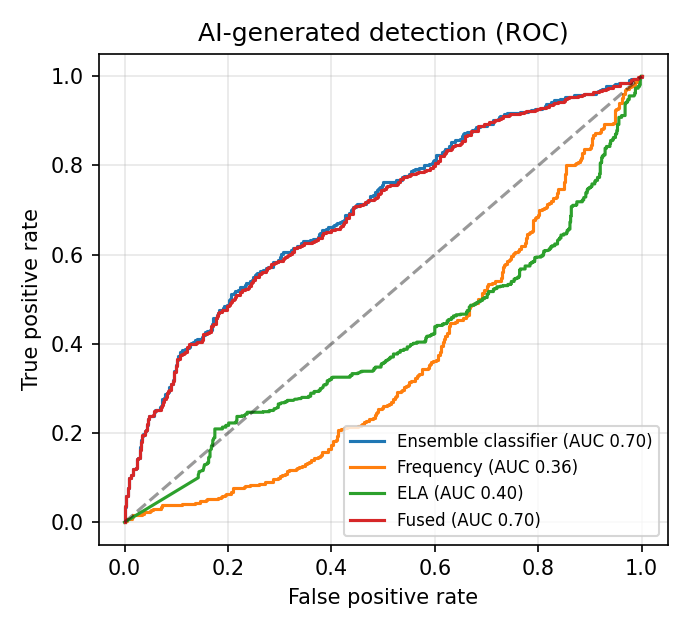 AI-generated detection (ROC)
1.0
0.8
0.6
0.4
0.2
0.0
True positive rate
Ensemble classifier (AUC 0.70)
Frequency (AUC 0.36)
ELA (AUC 0.40)
Fused (AUC 0.70)
0.0 0.2 0.4 0.6 0.8 1.0
False positive rate